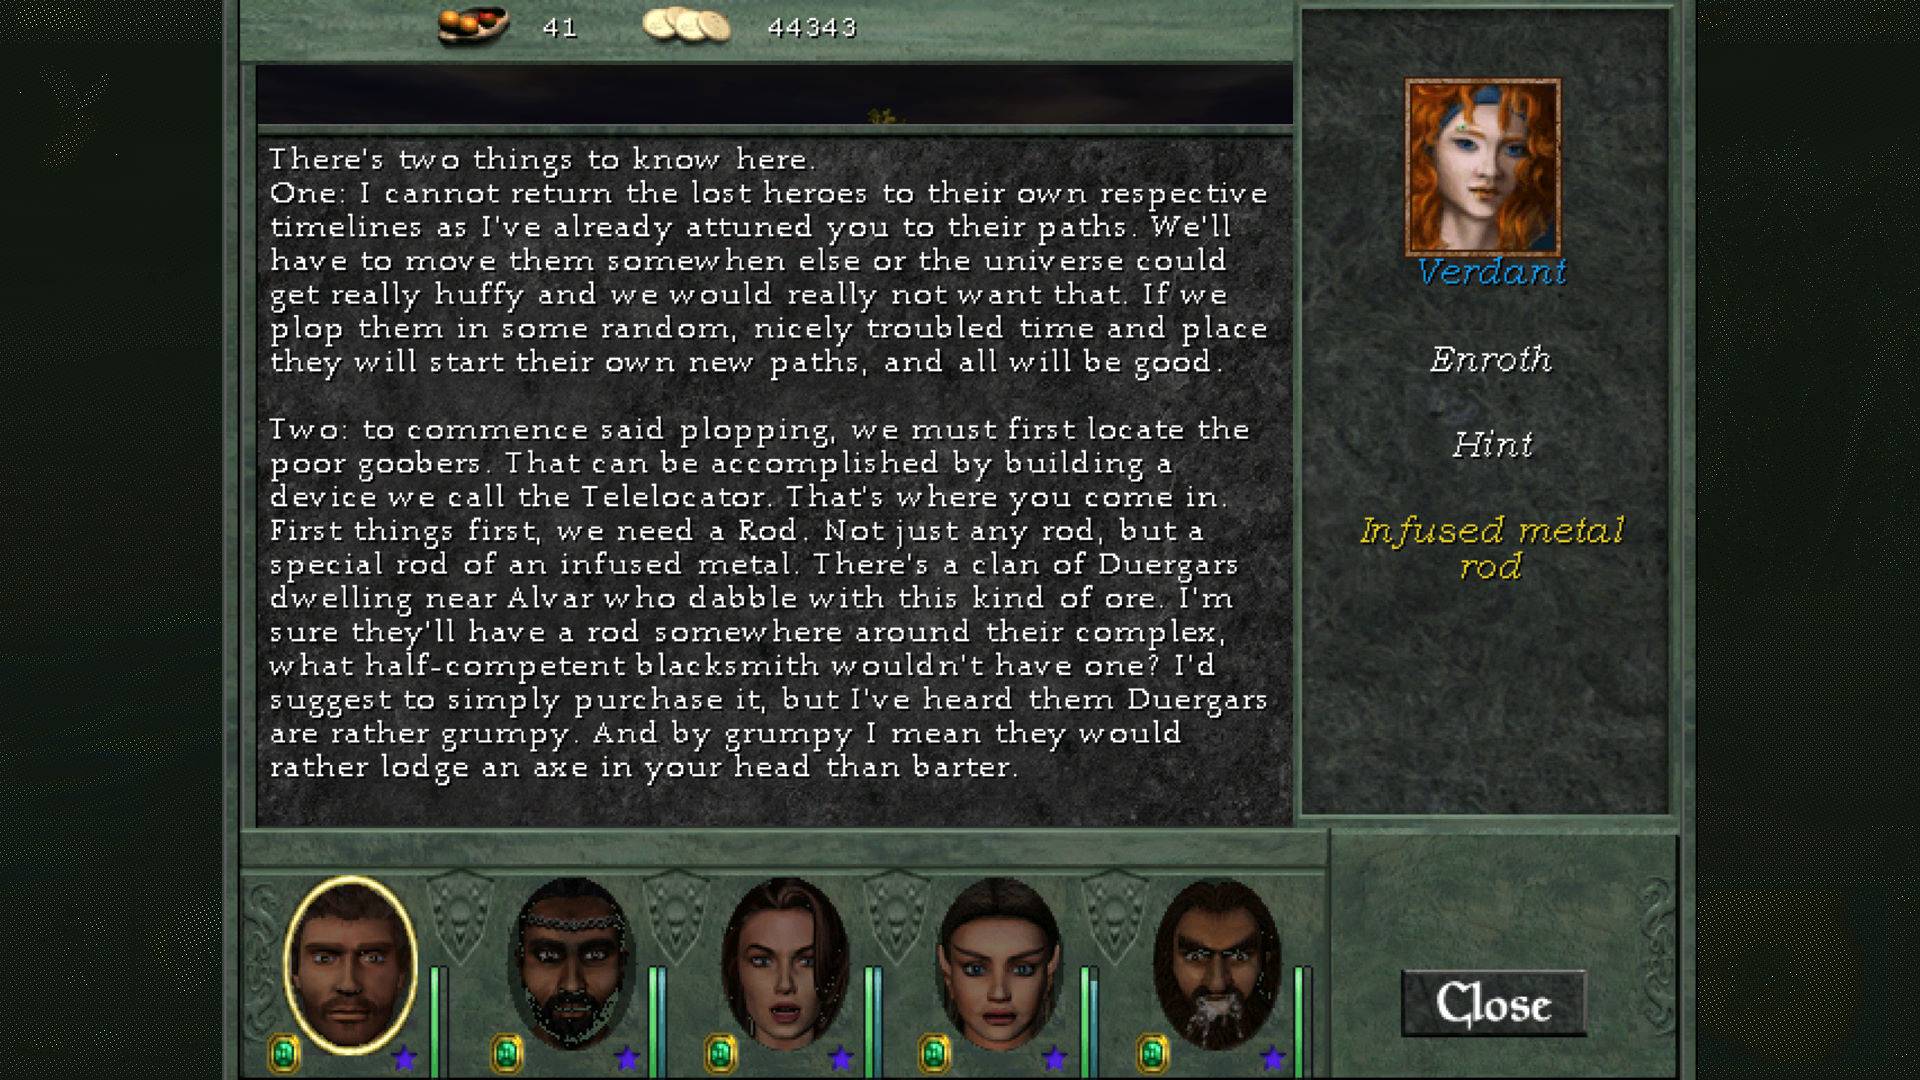 41 44343
There's two things to know here.
One: I cannot return the lost heroes to their own respective
timelines as I've already attuned you to their paths. We'll
have to move them somewhen else or the universe could
get really huffy and we would really not want that. If we
plop them in some random, nicely troubled time and place
they will start their own new paths, and all will be good.
Two: to commence said plopping, we must first locate the
poor goobers. That can be accomplished by building a
device we call the Telelocator. That's where you come in.
First things first, we need a Rod. Not just any rod, but a
special rod of an infused metal. There's a clan of Duergars
dwelling near Alvar who dabble with this kind of ore. I'm
sure they'll have a rod somewhere around their complex,
what half-competent blacksmith wouldn't have one? I'd
suggest to simply purchase it, but I've heard them Duergars
are rather grumpy. And by grumpy I mean they would
rather lodge an axe in your head than barter.
Verdant
Enroth
Hint
Infused metal
rod
Close